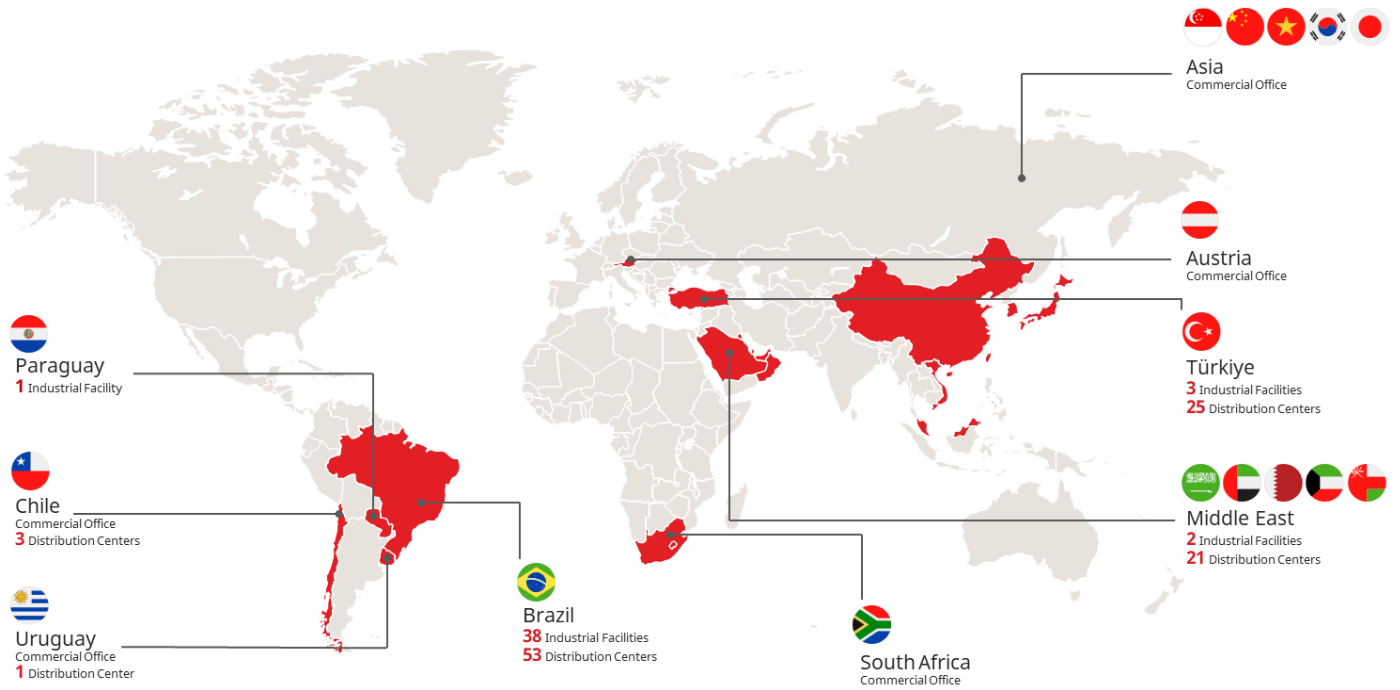 Asia
Commercial Office
Austria
Commercial Office
Türkiye
3 Industrial Facilities
25 Distribution Centers
Middle East
2 Industrial Facilities
21 Distribution Centers
Paraguay
1 Industrial Facility
Chile
Commercial Office
3 Distribution Centers
Uruguay
Commercial Office
1 Distribution Center
Brazil
38 Industrial Facilities
53 Distribution Centers
South Africa
Commercial Office